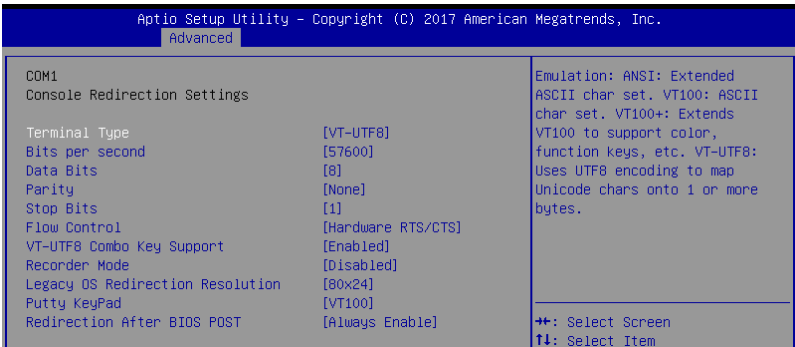 Aptio Setup Utility – Copyright (C) 2017 American Megatrends, Inc.
Advanced
COM1
Console Redirection Settings
Terminal Type [VT-UTF8]
Bits per second [57600]
Data Bits [8]
Parity [None]
Stop Bits [1]
Flow Control [Hardware RTS/CTS]
VT-UTF8 Combo Key Support [Enabled]
Recorder Mode [Disabled]
Legacy OS Redirection Resolution [80x24]
Putty KeyPad [VT100]
Redirection After BIOS POST [Always Enable]
Emulation: ANSI: Extended
ASCII char set. VT100: ASCII
char set. VT100+: Extends
VT100 to support color,
function keys, etc. VT-UTF8:
Uses UTF8 encoding to map
Unicode chars onto 1 or more
bytes.
→←: Select Screen
↑↓: Select Item